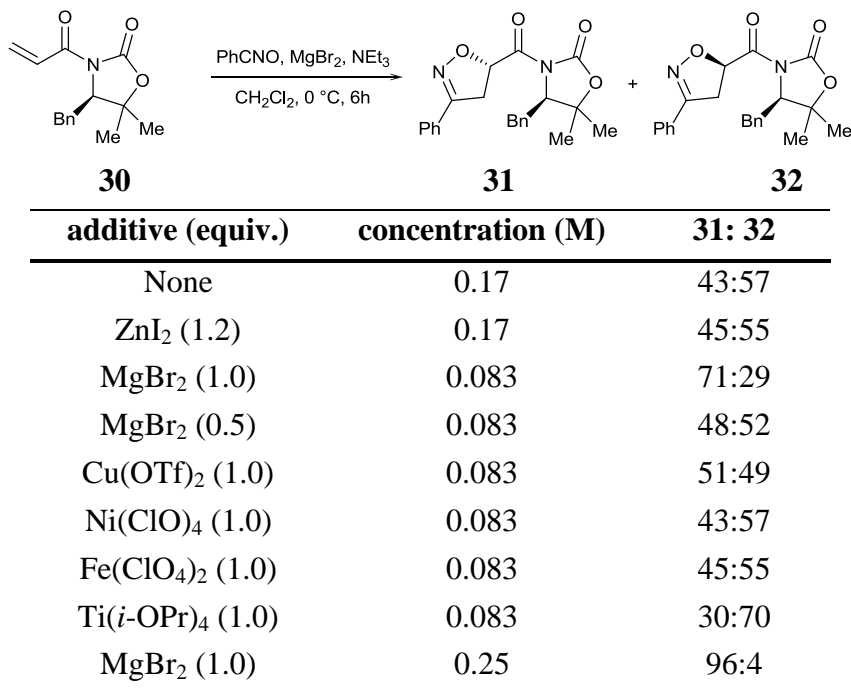 O
O
O
N
O
Bn
Me
Me
PhCNO, MgBr₂, NEt₃
CH₂Cl₂, 0 °C, 6h
O
O
O
N
N
O
Ph
Bn
Me
Me
+
O
O
O
N
N
O
Ph
Bn
Me
Me
30
31
32
additive (equiv.) concentration (M) 31: 32
None 0.17 43:57
ZnI₂ (1.2) 0.17 45:55
MgBr₂ (1.0) 0.083 71:29
MgBr₂ (0.5) 0.083 48:52
Cu(OTf)₂ (1.0) 0.083 51:49
Ni(ClO)₄ (1.0) 0.083 43:57
Fe(ClO₄)₂ (1.0) 0.083 45:55
Ti(i-OPr)₄ (1.0) 0.083 30:70
MgBr₂ (1.0) 0.25 96:4